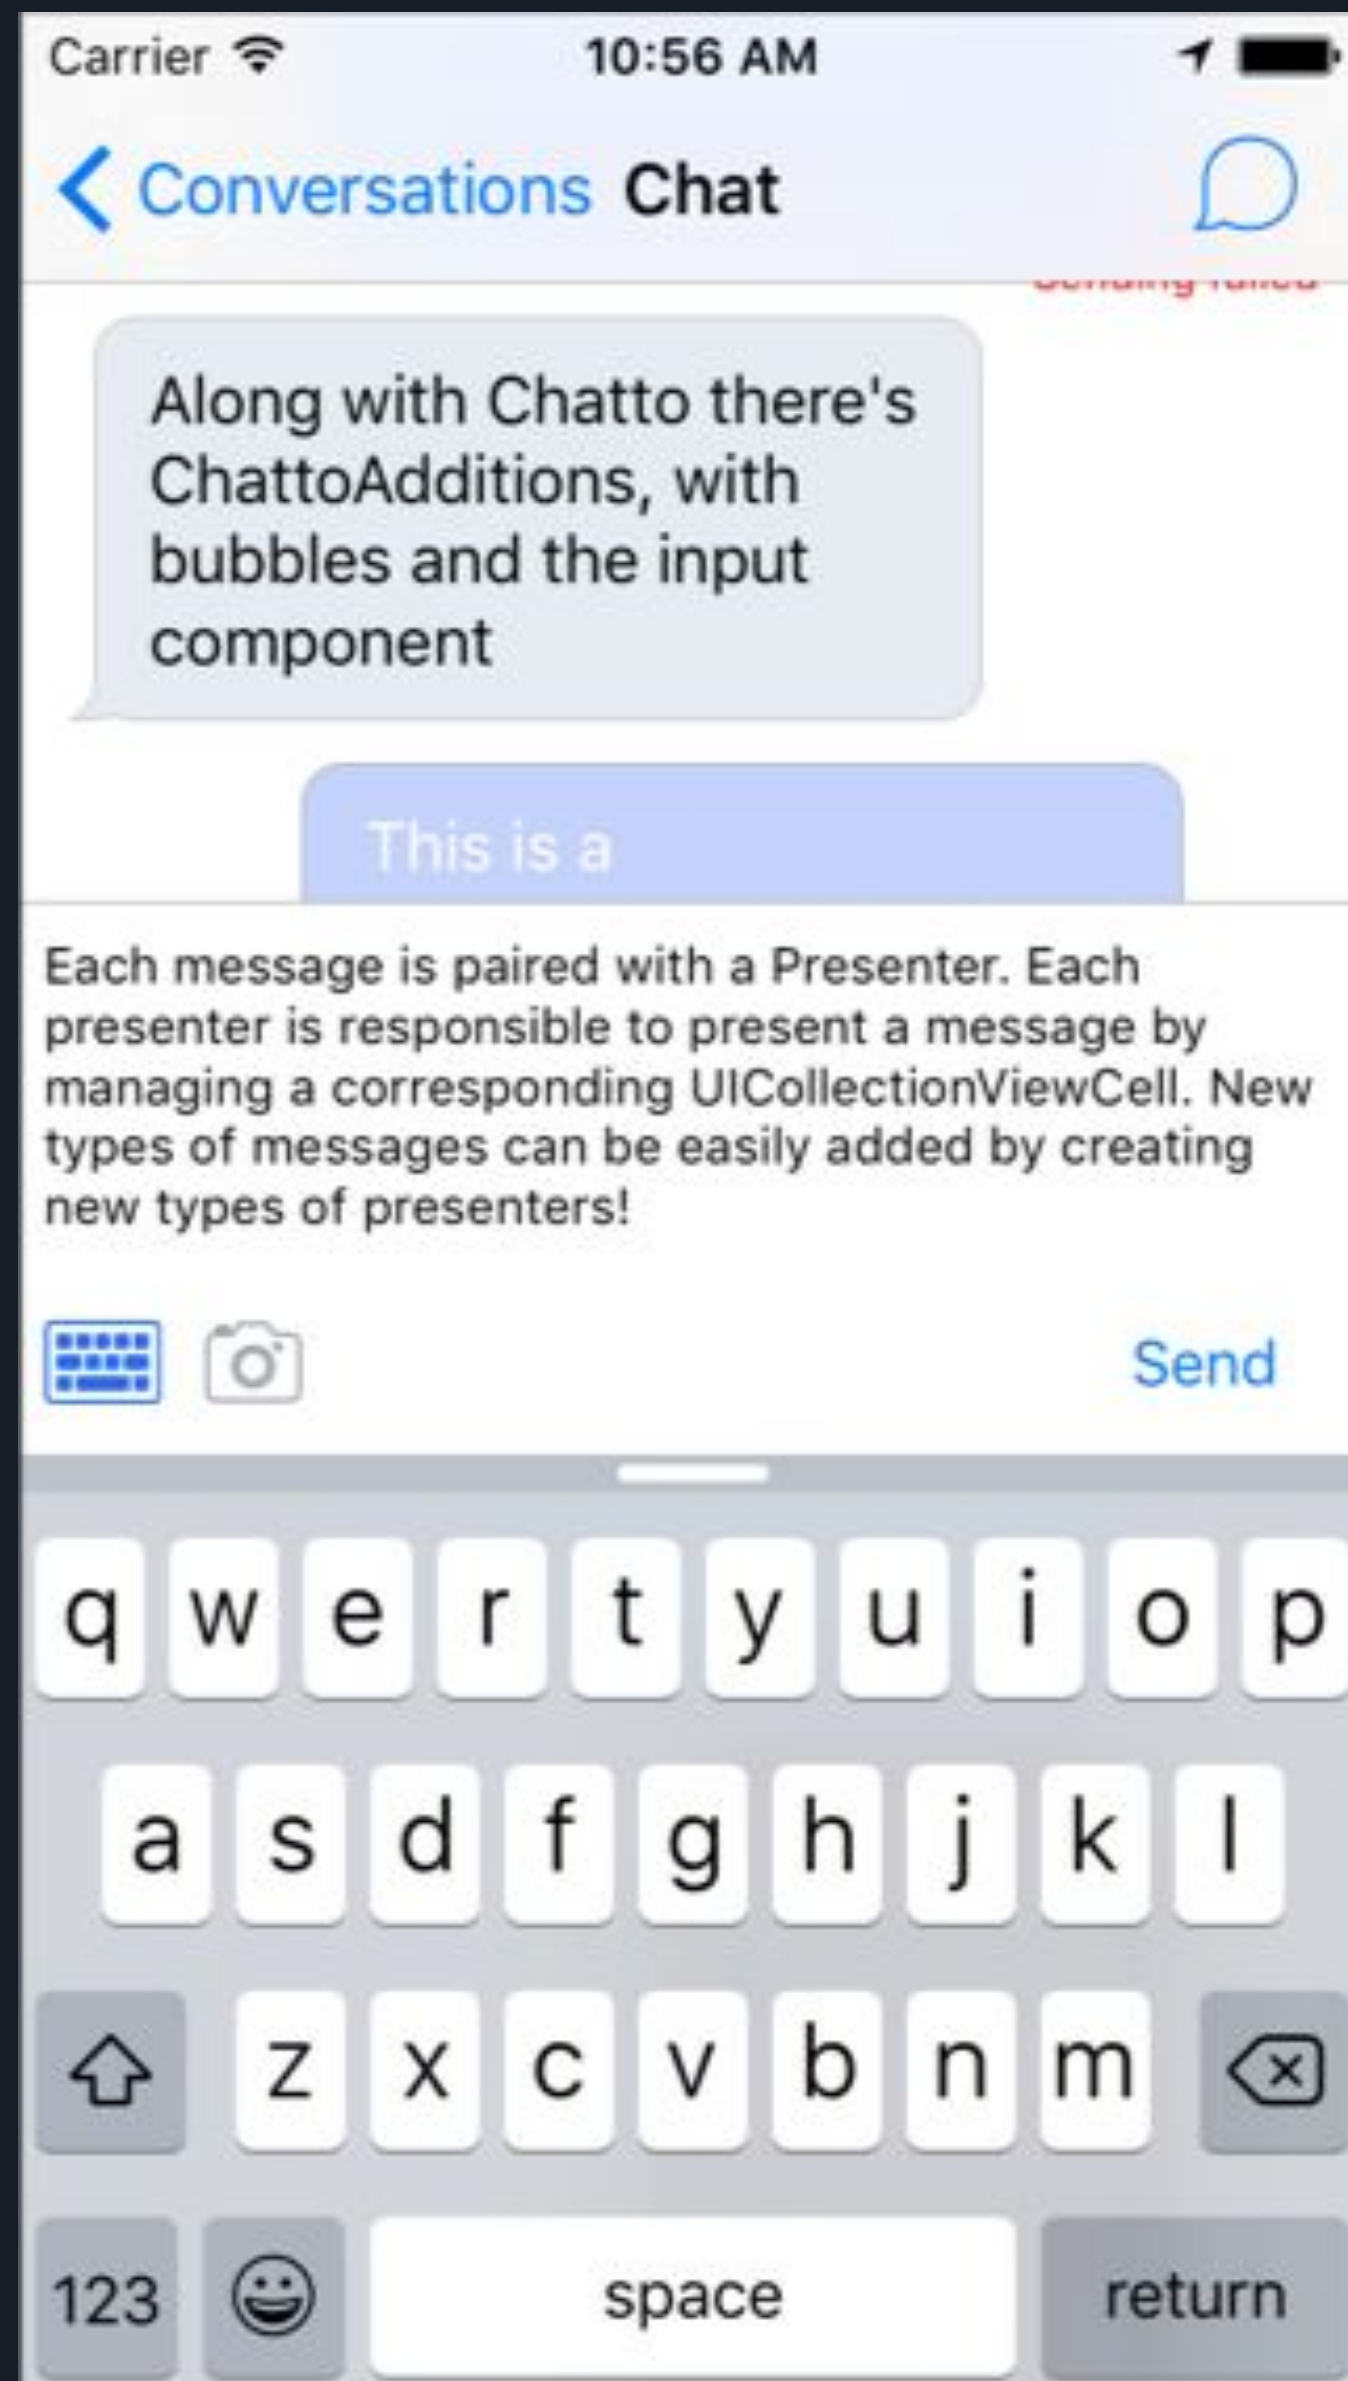 Carrier 10:56 AM
Conversations Chat
Sending failed
Along with Chatto there's
ChattoAdditions, with
bubbles and the input
component
This is a
Each message is paired with a Presenter. Each
presenter is responsible to present a message by
managing a corresponding UICollectionViewCell. New
types of messages can be easily added by creating
new types of presenters!
Send
q w e r t y u i o p
a s d f g h j k l
z x c v b n m
123 space return